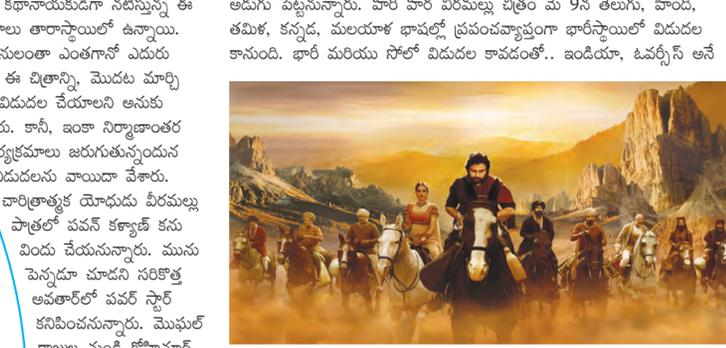 కథానాయకుడిగా నటిస్తున్న ఈ
తారాస్థాయిలో ఉన్నాయి.
ఎంతగానో ఎదురు
ఈ చిత్రాన్ని, మొదట మార్చి
విడుదల చేయాలని అనుకు
రు. కానీ, ఇంకా నిర్మాణాంతర
జరుగుతున్నందున
విడుదలను వాయిదా వేశారు.
చారిత్రాత్మక యోధుడు వీరమల్లు
పాత్రలో పవన్ కళ్యాణ్ కను
విందు చేయనున్నారు. మును
పెన్నడూ చూడని సరికొత్త
అవతార్‌లో పవర్ స్టార్
కనిపించనున్నారు. మొఘల్
అడుగు పెట్టనున్నారు. హరి హర వీరమల్లు చిత్రం మే 9న తెలుగు, హిందీ,
తమిళ, కన్నడ, మలయాళ భాషల్లో ప్రపంచవ్యాప్తంగా భారీస్థాయిలో విడుదల
కానుంది. భారీ మరియు సోలో విడుదల కావడంతో.. ఇండియా, ఓవర్సీస్ అనే